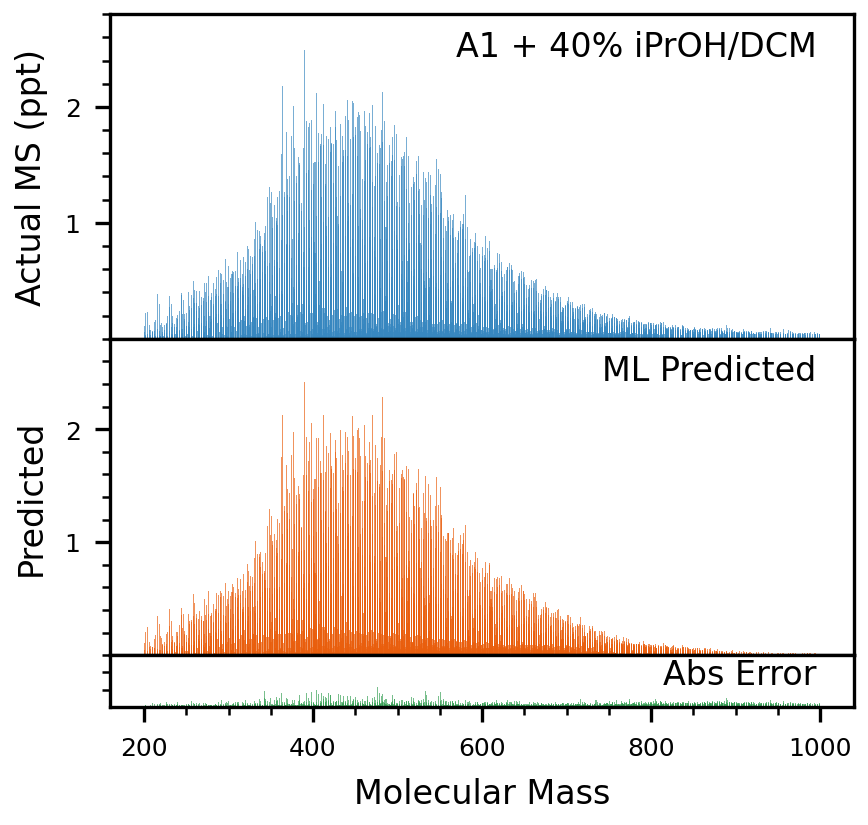 A1 + 40% iPrOH/DCM
Actual MS (ppt)
2
1
ML Predicted
Predicted
2
1
Abs Error
200 400 600 800 1000
Molecular Mass